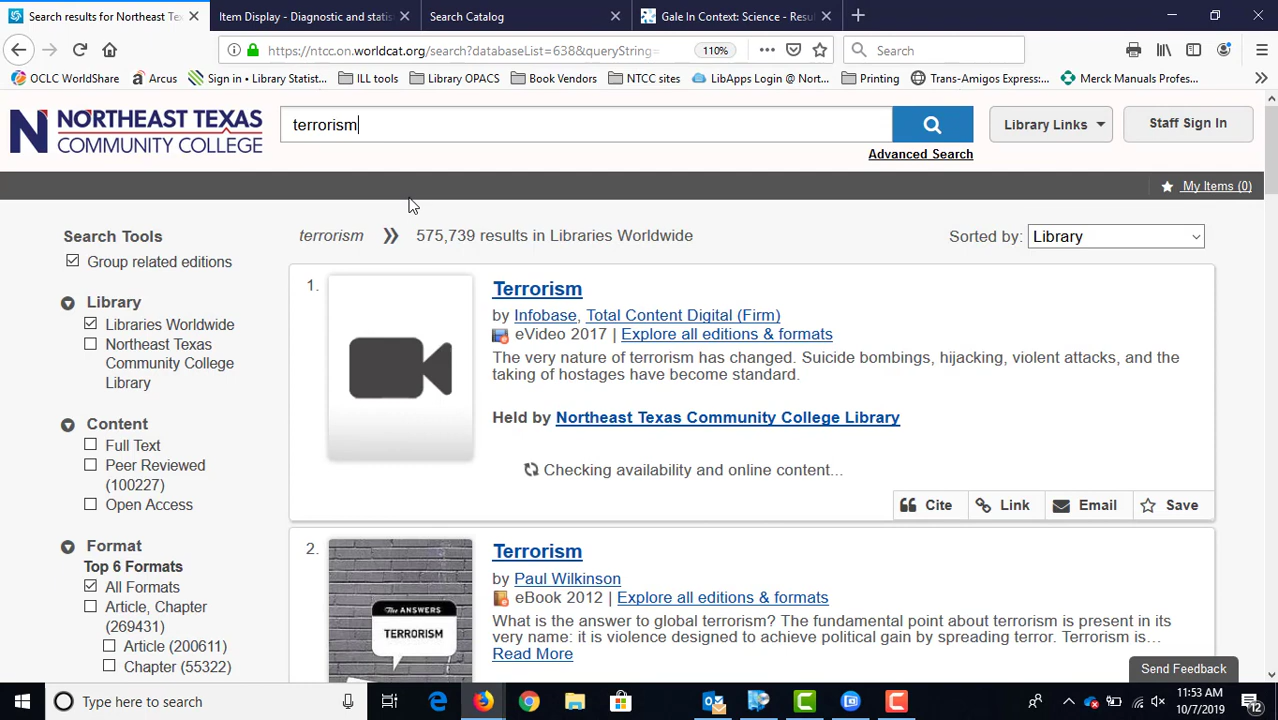 Search results for Northeast Te
Item Display - Diagnostic and statis
Search Catalog
Gale In Context: Science - Resul
https://ntcc.on.worldcat.org/search?databaseList=638&queryString=
110%
Search
OCLC WorldShare
Arcus
Sign in • Library Statist...
ILL tools
Library OPACS
Book Vendors
NTCC sites
LibApps Login @ Nort...
Printing
Trans-Amigos Express:...
Merck Manuals Profes...
NORTHEAST TEXAS
COMMUNITY COLLEGE
terrorism
Library Links
Staff Sign In
Advanced Search
My Items (0)
Search Tools
Group related editions
Library
Libraries Worldwide
Northeast Texas
Community College
Library
Content
Full Text
Peer Reviewed
(100227)
Open Access
Format
Top 6 Formats
All Formats
Article, Chapter
(269431)
Article (200611)
Chapter (55322)
terrorism
575,739 results in Libraries Worldwide
Sorted by: Library
1.
Terrorism
by Infobase, Total Content Digital (Firm)
eVideo 2017 | Explore all editions & formats
The very nature of terrorism has changed. Suicide bombings, hijacking, violent attacks, and the
taking of hostages have become standard.
Held by Northeast Texas Community College Library
Checking availability and online content...
Cite
Link
Email
Save
2.
The ANSWERS
TERRORISM
Terrorism
by Paul Wilkinson
eBook 2012 | Explore all editions & formats
What is the answer to global terrorism? The fundamental point about terrorism is present in its
very name: it is violence designed to achieve political gain by spreading terror. Terrorism is…
Read More
Send Feedback
Type here to search
11:53 AM
10/7/2019
12